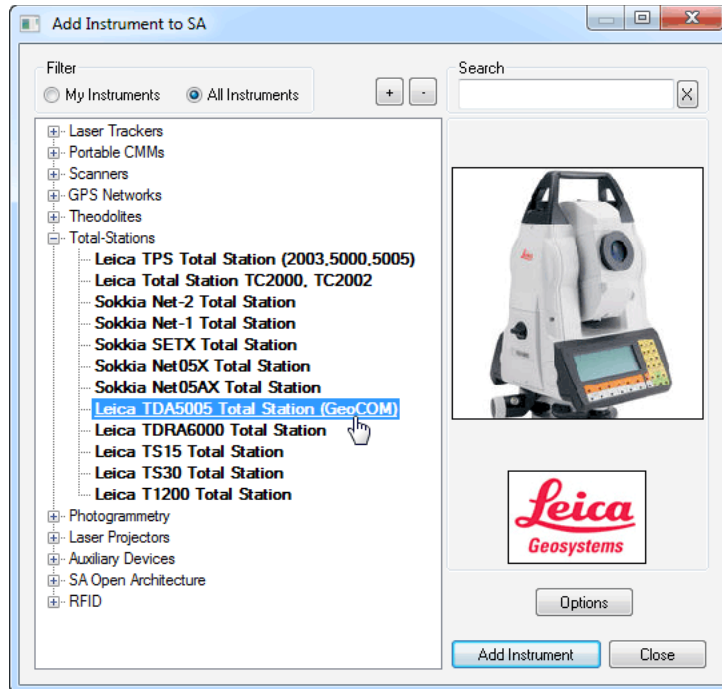 Add Instrument to SA
Filter
My Instruments
All Instruments
+
-
Search
X
Laser Trackers
Portable CMMs
Scanners
GPS Networks
Theodolites
Total-Stations
Leica TPS Total Station (2003,5000,5005)
Leica Total Station TC2000, TC2002
Sokkia Net-2 Total Station
Sokkia Net-1 Total Station
Sokkia SETX Total Station
Sokkia Net05X Total Station
Sokkia Net05AX Total Station
Leica TDA5005 Total Station (GeoCOM)
Leica TDRA6000 Total Station
Leica TS15 Total Station
Leica TS30 Total Station
Leica T1200 Total Station
Photogrammetry
Laser Projectors
Auxiliary Devices
SA Open Architecture
RFID
Leica
Leica
Geosystems
Options
Add Instrument
Close